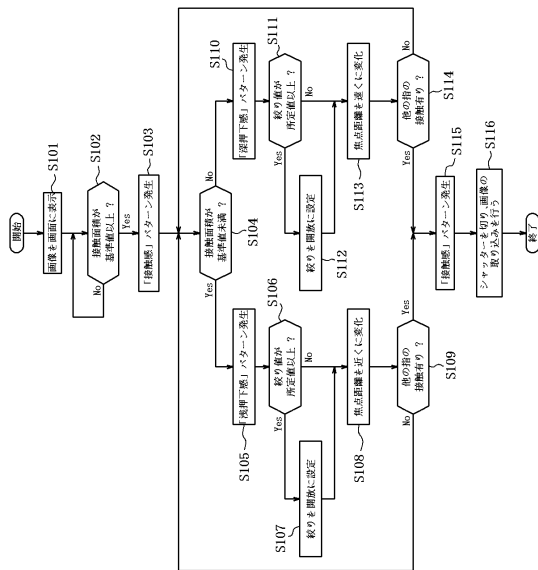 開始
S101
画像を画面に表示
S102
接触面積が
基準値以上 ?
No
Yes
S103
「接触感」パターン発生
S104
接触面積が
基準値未満 ?
Yes
No
S105
「浅押下感」パターン発生
S106
絞り値が
所定値以上 ?
Yes
No
S107
絞りを開放に設定
S108
焦点距離を近くに変化
S109
他の指の
接触有り ?
No
Yes
S110
「深押下感」パターン発生
S111
絞り値が
所定値以上 ?
Yes
No
S112
絞りを開放に設定
S113
焦点距離を遠くに変化
S114
他の指の
接触有り ?
No
Yes
S115
「接触感」パターン発生
S116
シャッターを切り、画像の
取り込みを行う
終了